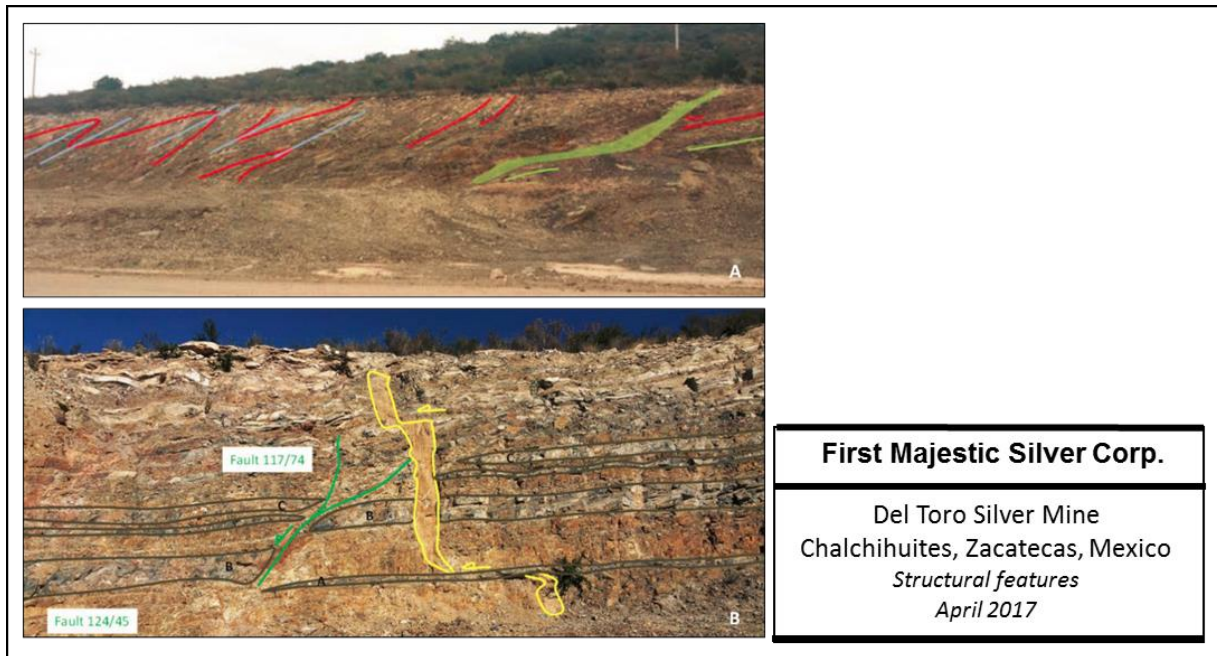 A
Fault 117/74
C
C
B
B
A
Fault 124/45
B
First Majestic Silver Corp.
Del Toro Silver Mine
Chalchihuites, Zacatecas, Mexico
Structural features
April 2017